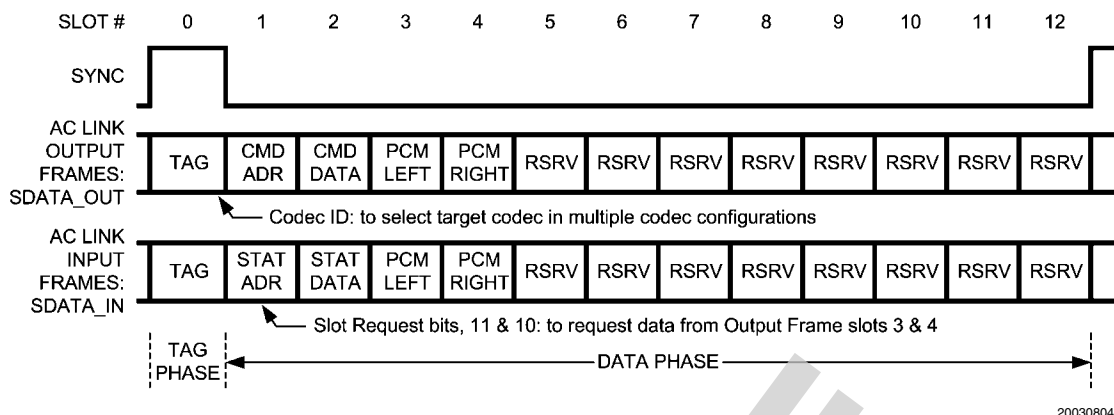 SLOT # 0 1 2 3 4 5 6 7 8 9 10 11 12
SYNC
AC LINK
OUTPUT
FRAMES:
SDATA_OUT
TAG
CMD ADR
CMD DATA
PCM LEFT
PCM RIGHT
RSRV RSRV RSRV RSRV RSRV RSRV RSRV RSRV
Codec ID: to select target codec in multiple codec configurations
AC LINK
INPUT
FRAMES:
SDATA_IN
TAG
STAT ADR
STAT DATA
PCM LEFT
PCM RIGHT
RSRV RSRV RSRV RSRV RSRV RSRV RSRV RSRV
Slot Request bits, 11 & 10: to request data from Output Frame slots 3 & 4
TAG
PHASE
DATA PHASE
20030804